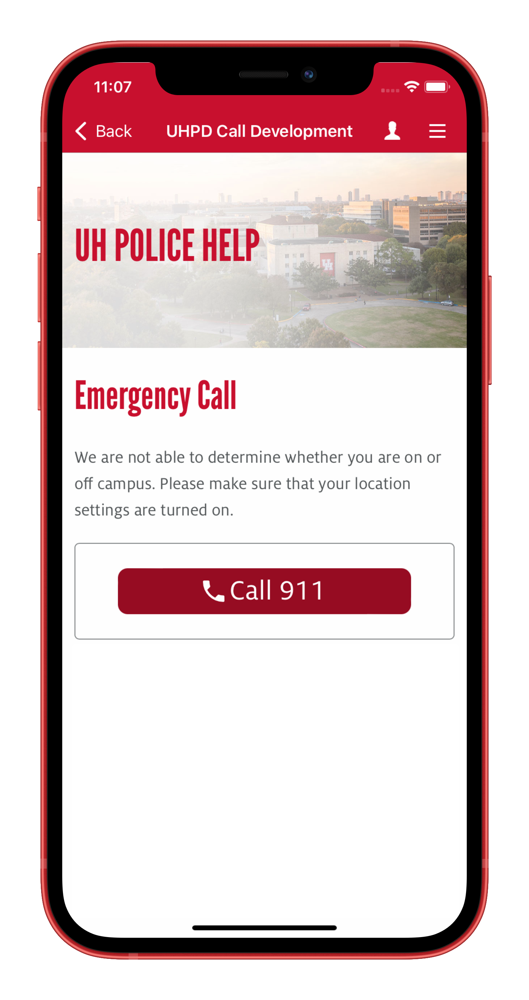 11:07
Back UHPD Call Development
UH POLICE HELP
UH
Emergency Call
We are not able to determine whether you are on or
off campus. Please make sure that your location
settings are turned on.
Call 911